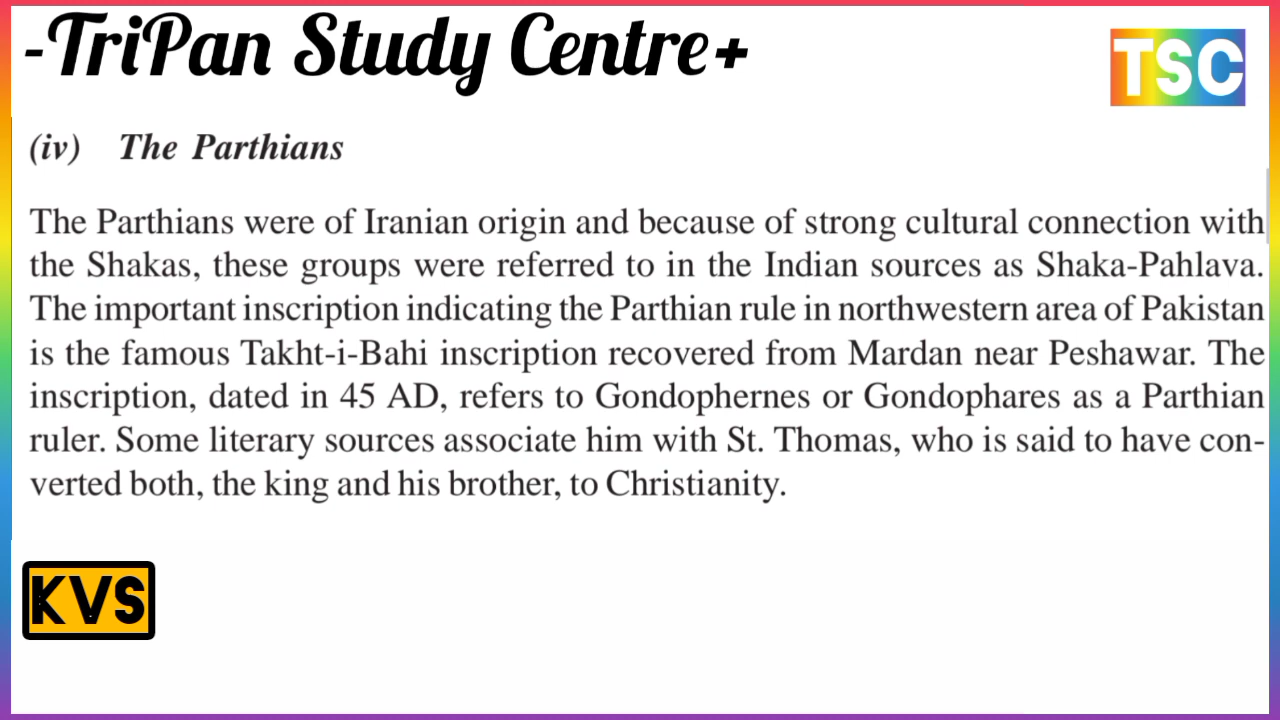 -TriPan Study Centre+
TSC
(iv) The Parthians
The Parthians were of Iranian origin and because of strong cultural connection with
the Shakas, these groups were referred to in the Indian sources as Shaka-Pahlava.
The important inscription indicating the Parthian rule in northwestern area of Pakistan
is the famous Takht-i-Bahi inscription recovered from Mardan near Peshawar. The
inscription, dated in 45 AD, refers to Gondophernes or Gondophares as a Parthian
ruler. Some literary sources associate him with St. Thomas, who is said to have con-
verted both, the king and his brother, to Christianity.
KVS